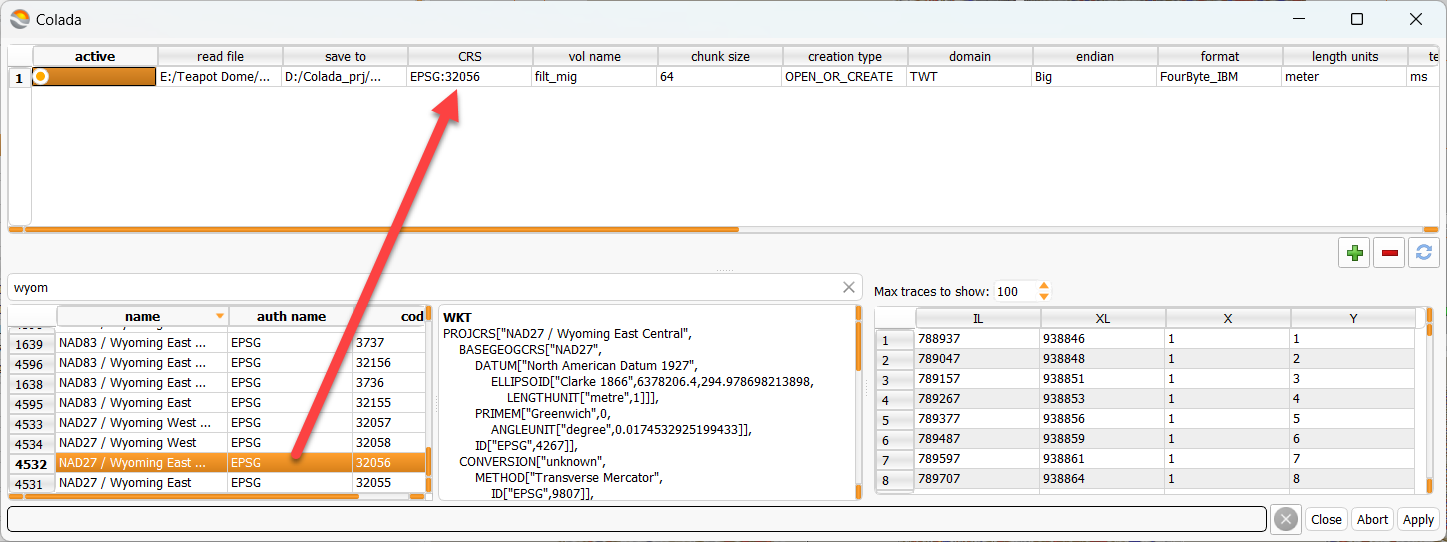 Colada
active read file save to CRS vol name chunk size creation type domain endian format length units te
1 E:/Teapot Dome/... D:/Colada_prj/... EPSG:32056 filt_mig 64 OPEN_OR_CREATE TWT Big FourByte_IBM meter ms
wyom
Max traces to show: 100
name auth name cod
1639 NAD83 / Wyoming East ... EPSG 3737
4596 NAD83 / Wyoming East ... EPSG 32156
1638 NAD83 / Wyoming East ... EPSG 3736
4595 NAD83 / Wyoming East EPSG 32155
4533 NAD27 / Wyoming West ... EPSG 32057
4534 NAD27 / Wyoming West EPSG 32058
4532 NAD27 / Wyoming East ... EPSG 32056
4531 NAD27 / Wyoming East EPSG 32055
WKT
PROJCRS["NAD27 / Wyoming East Central",
BASEGEOGCRS["NAD27",
DATUM["North American Datum 1927",
ELLIPSOID["Clarke 1866",6378206.4,294.978698213898,
LENGTHUNIT["metre",1]]],
PRIMEM["Greenwich",0,
ANGLEUNIT["degree",0.0174532925199433]],
ID["EPSG",4267]],
CONVERSION["unknown",
METHOD["Transverse Mercator",
ID["EPSG",9807]],
IL XL X Y
1 788937 938846 1 1
2 789047 938848 1 2
3 789157 938851 1 3
4 789267 938853 1 4
5 789377 938856 1 5
6 789487 938859 1 6
7 789597 938861 1 7
8 789707 938864 1 8
Close Abort Apply